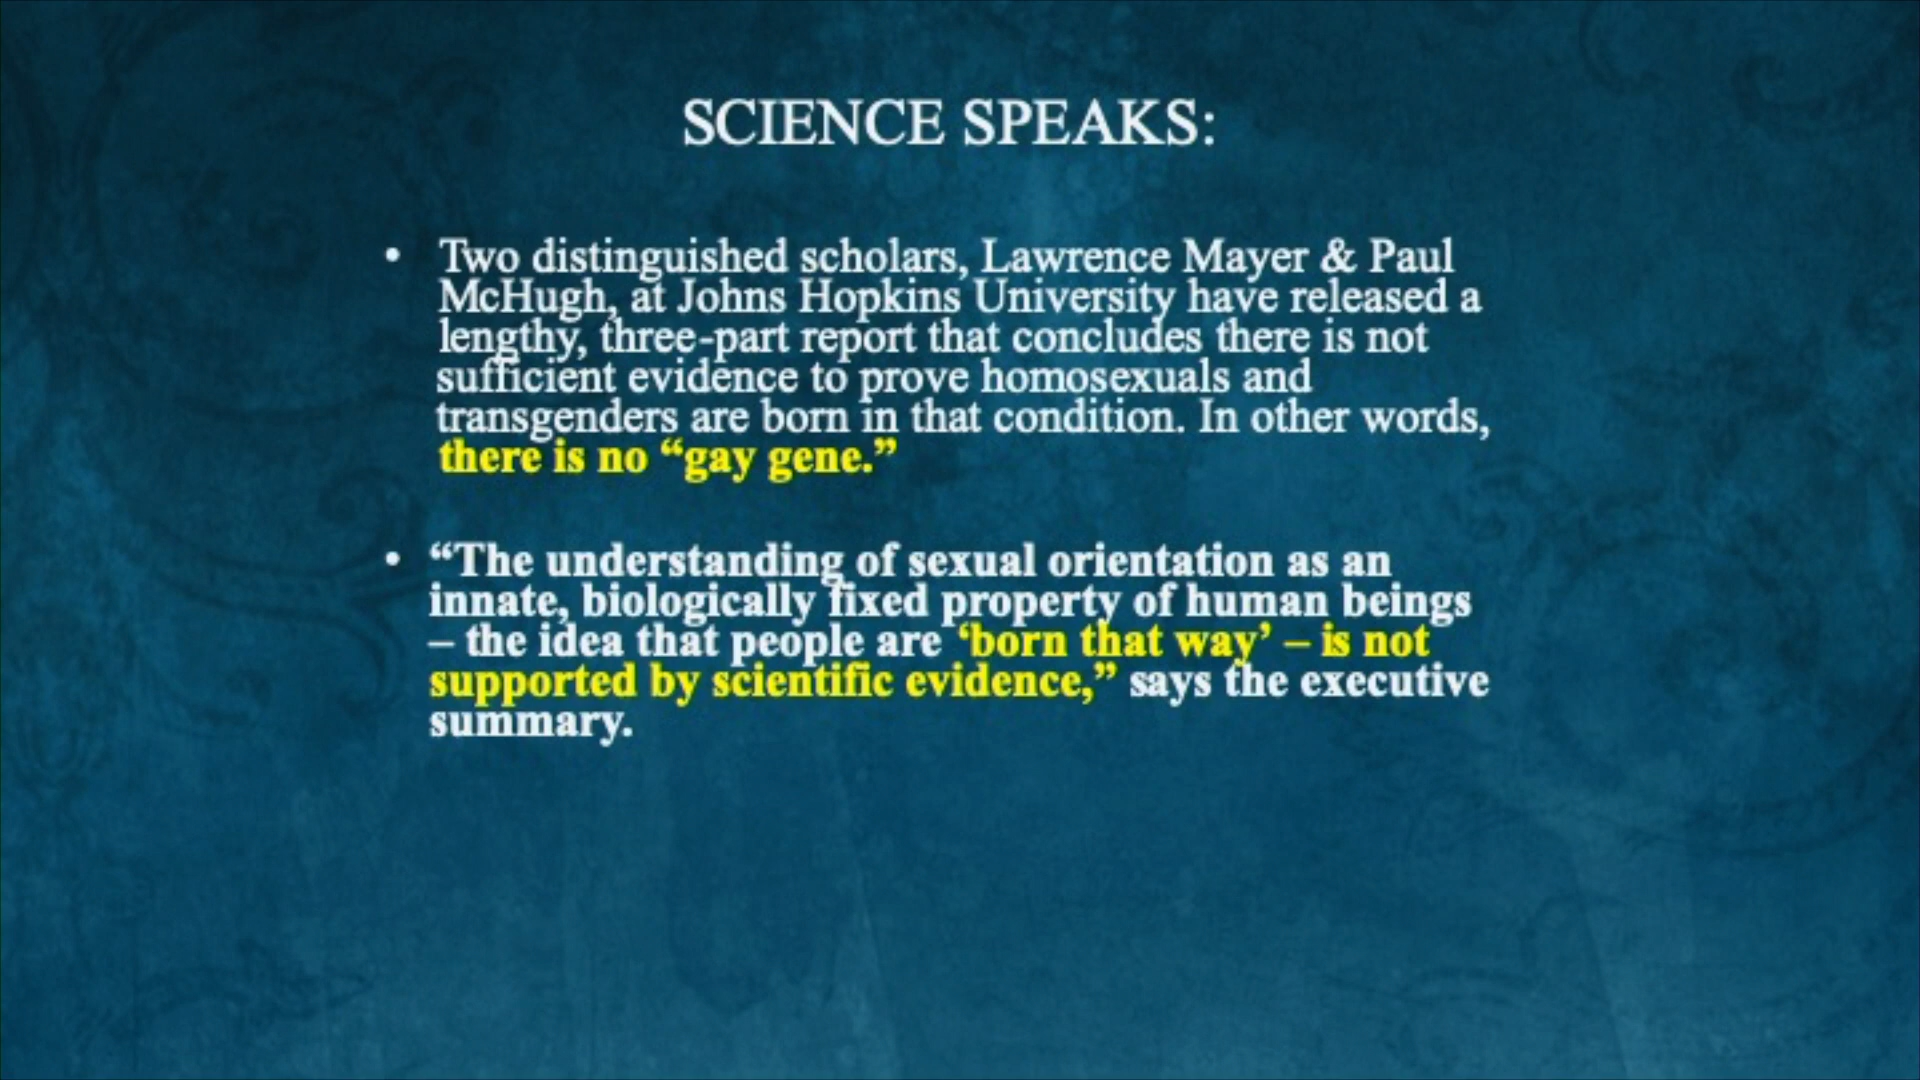 SCIENCE SPEAKS:
• Two distinguished scholars, Lawrence Mayer & Paul
McHugh, at Johns Hopkins University have released a
lengthy, three-part report that concludes there is not
sufficient evidence to prove homosexuals and
transgenders are born in that condition. In other words,
there is no “gay gene.”
• “The understanding of sexual orientation as an
innate, biologically fixed property of human beings
– the idea that people are ‘born that way’ – is not
supported by scientific evidence,” says the executive
summary.